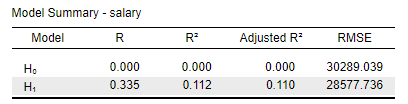 Model Summary - salary
Model R R² Adjusted R² RMSE
H₀ 0.000 0.000 0.000 30289.039
H₁ 0.335 0.112 0.110 28577.736